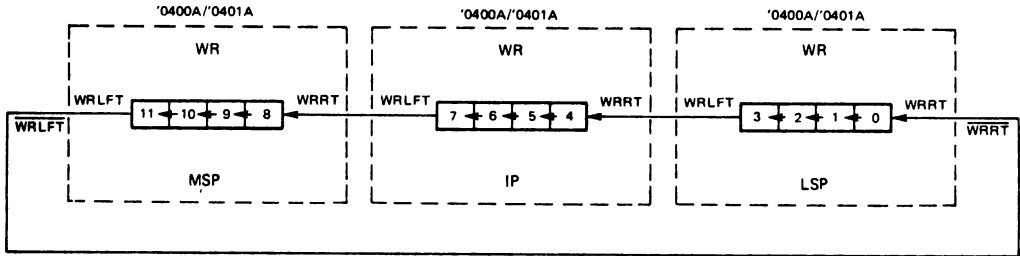 '0400A/'0401A '0400A/'0401A '0400A/'0401A
WR WR WR
WRLFT WRRT WRLFT WRRT WRLFT WRRT
11 10 9 8 7 6 5 4 3 2 1 0
WRLFT WRRT
MSP IP LSP